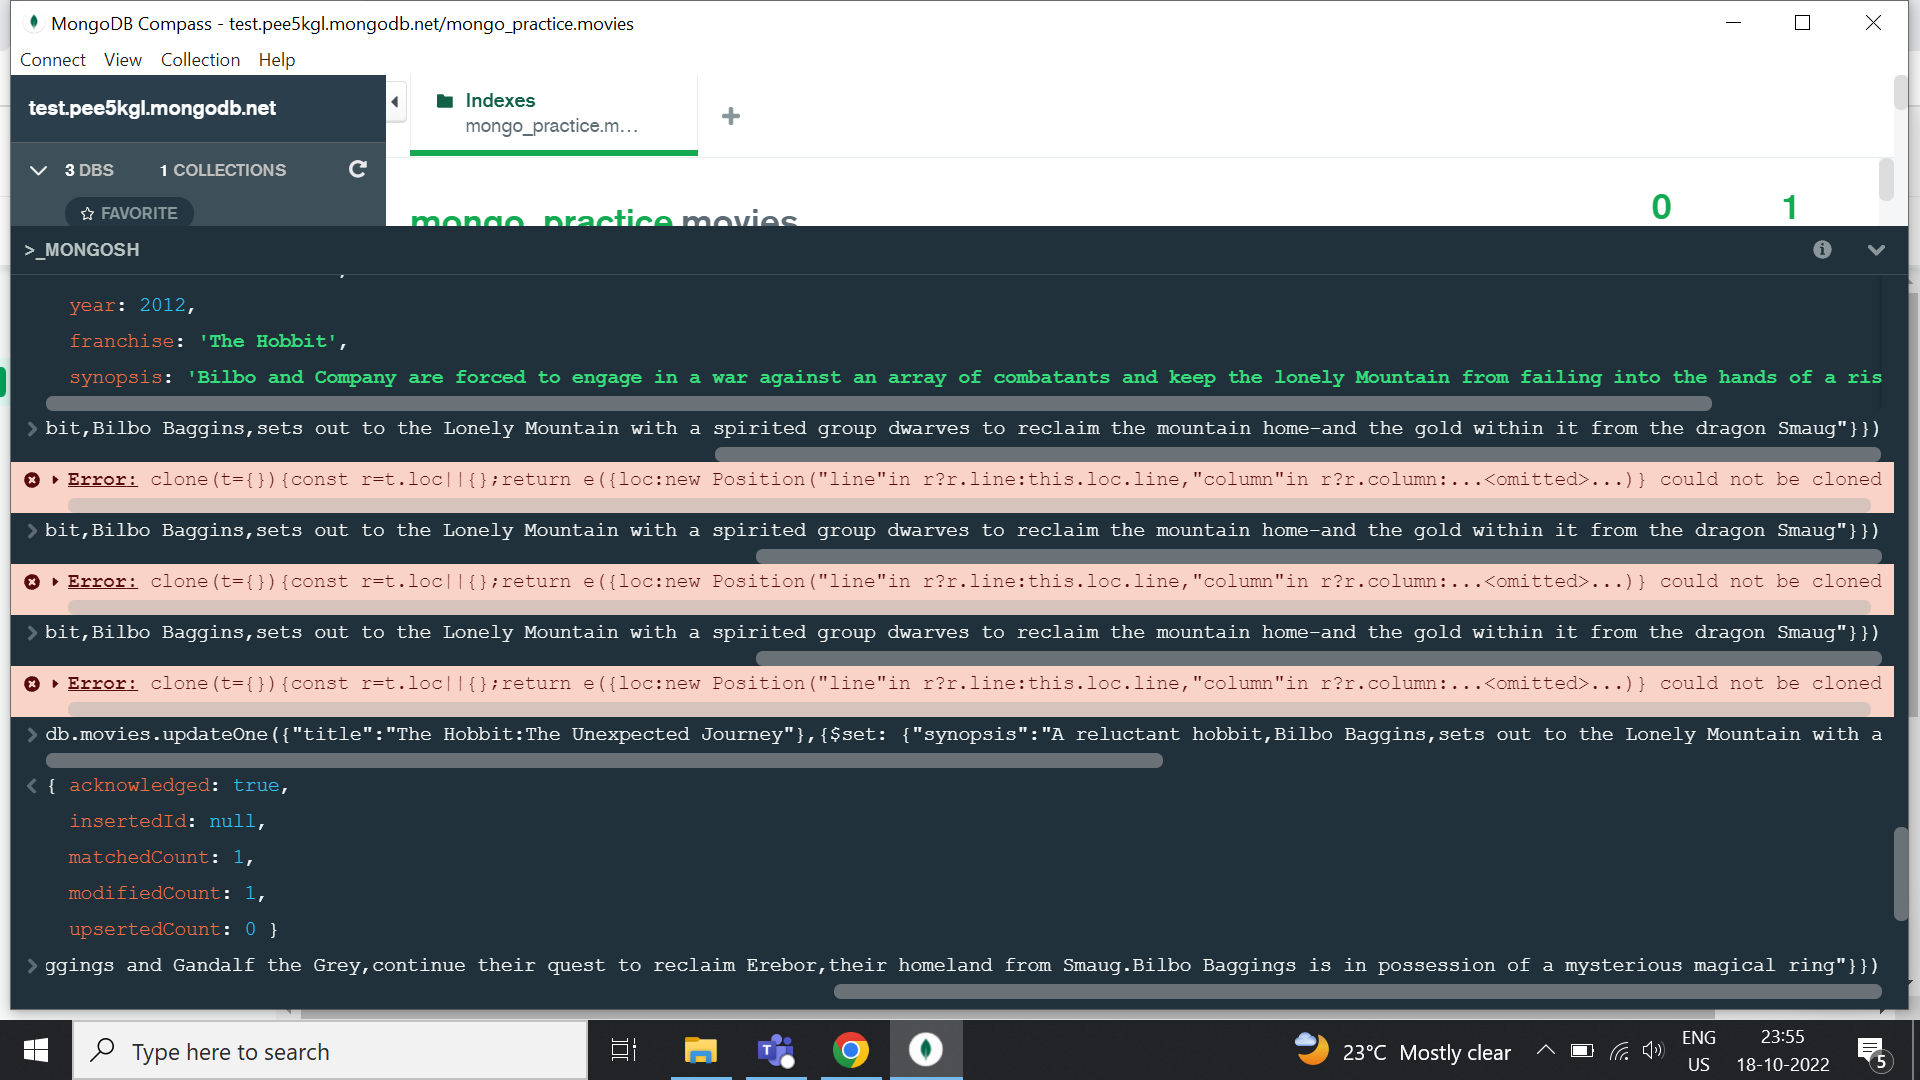 MongoDB Compass - test.pee5kgl.mongodb.net/mongo_practice.movies
Connect View Collection Help
test.pee5kgl.mongodb.net
Indexes
mongo_practice.m...
3 DBS 1 COLLECTIONS
FAVORITE
mongo_practice.movies
0 1
>_MONGOSH
year: 2012,
franchise: 'The Hobbit',
synopsis: 'Bilbo and Company are forced to engage in a war against an array of combatants and keep the lonely Mountain from failing into the hands of a ris
bit,Bilbo Baggins,sets out to the Lonely Mountain with a spirited group dwarves to reclaim the mountain home-and the gold within it from the dragon Smaug"}})
Error: clone(t={}){const r=t.loc||{};return e({loc:new Position("line"in r?r.line:this.loc.line,"column"in r?r.column:...<omitted>...)} could not be cloned
bit,Bilbo Baggins,sets out to the Lonely Mountain with a spirited group dwarves to reclaim the mountain home-and the gold within it from the dragon Smaug"}})
Error: clone(t={}){const r=t.loc||{};return e({loc:new Position("line"in r?r.line:this.loc.line,"column"in r?r.column:...<omitted>...)} could not be cloned
bit,Bilbo Baggins,sets out to the Lonely Mountain with a spirited group dwarves to reclaim the mountain home-and the gold within it from the dragon Smaug"}})
Error: clone(t={}){const r=t.loc||{};return e({loc:new Position("line"in r?r.line:this.loc.line,"column"in r?r.column:...<omitted>...)} could not be cloned
db.movies.updateOne({"title":"The Hobbit:The Unexpected Journey"},{$set: {"synopsis":"A reluctant hobbit,Bilbo Baggins,sets out to the Lonely Mountain with a
{ acknowledged: true,
insertedId: null,
matchedCount: 1,
modifiedCount: 1,
upsertedCount: 0 }
ggings and Gandalf the Grey,continue their quest to reclaim Erebor,their homeland from Smaug.Bilbo Baggings is in possession of a mysterious magical ring"}})
Type here to search
23°C Mostly clear
ENG
US
23:55
18-10-2022
5